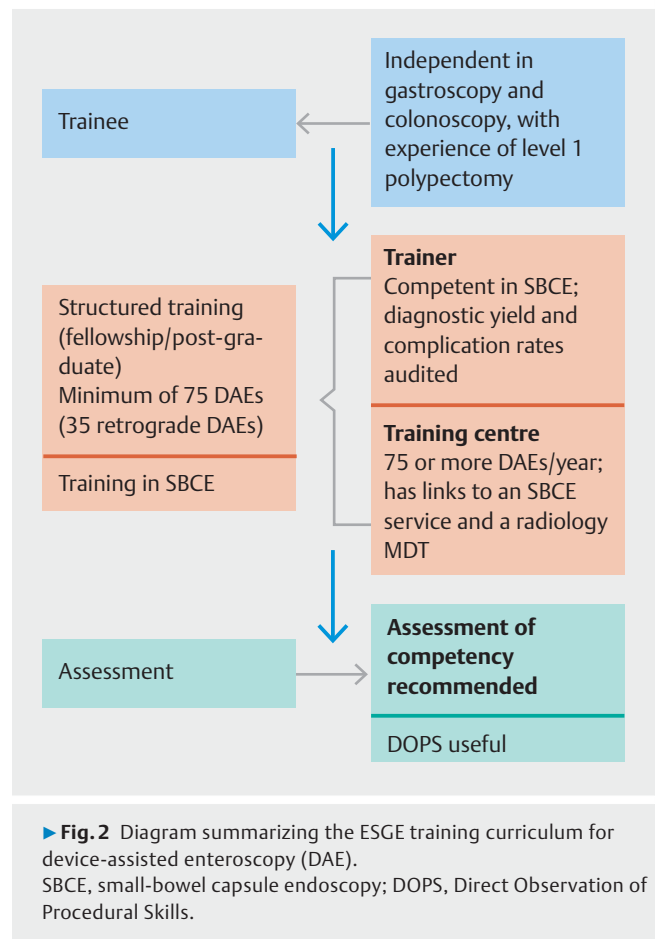 Trainee
Independent in
gastroscopy and
colonoscopy, with
experience of level 1
polypectomy
Structured training
(fellowship/post-gra-
duate)
Minimum of 75 DAEs
(35 retrograde DAEs)
Training in SBCE
Trainer
Competent in SBCE;
diagnostic yield and
complication rates
audited
Training centre
75 or more DAEs/year;
has links to an SBCE
service and a radiology
MDT
Assessment
Assessment of
competency
recommended
DOPS useful
▶ Fig. 2 Diagram summarizing the ESGE training curriculum for
device-assisted enteroscopy (DAE).
SBCE, small-bowel capsule endoscopy; DOPS, Direct Observation of
Procedural Skills.